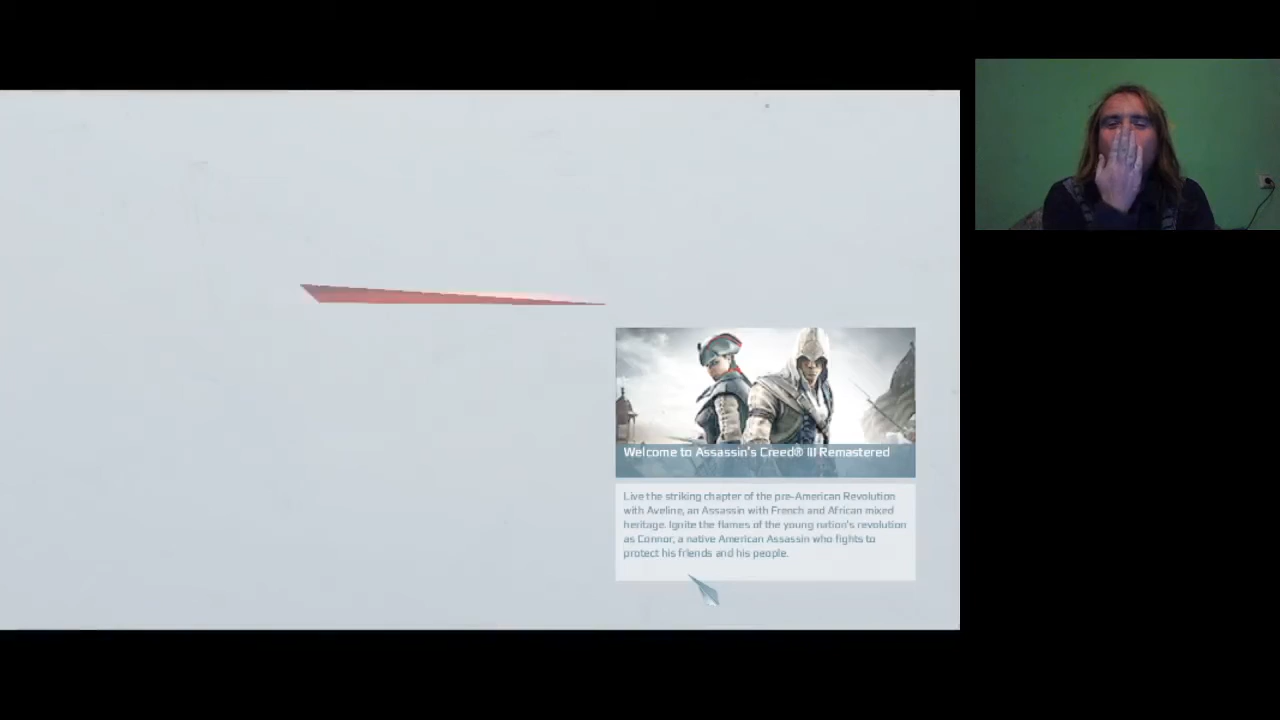 Welcome to Assassin's Creed® III Remastered
Live the striking chapter of the pre-American Revolution
with Aveline, an Assassin with French and African mixed
heritage. Ignite the flames of the young nation's revolution
as Connor, a native American Assassin who fights to
protect his friends and his people.